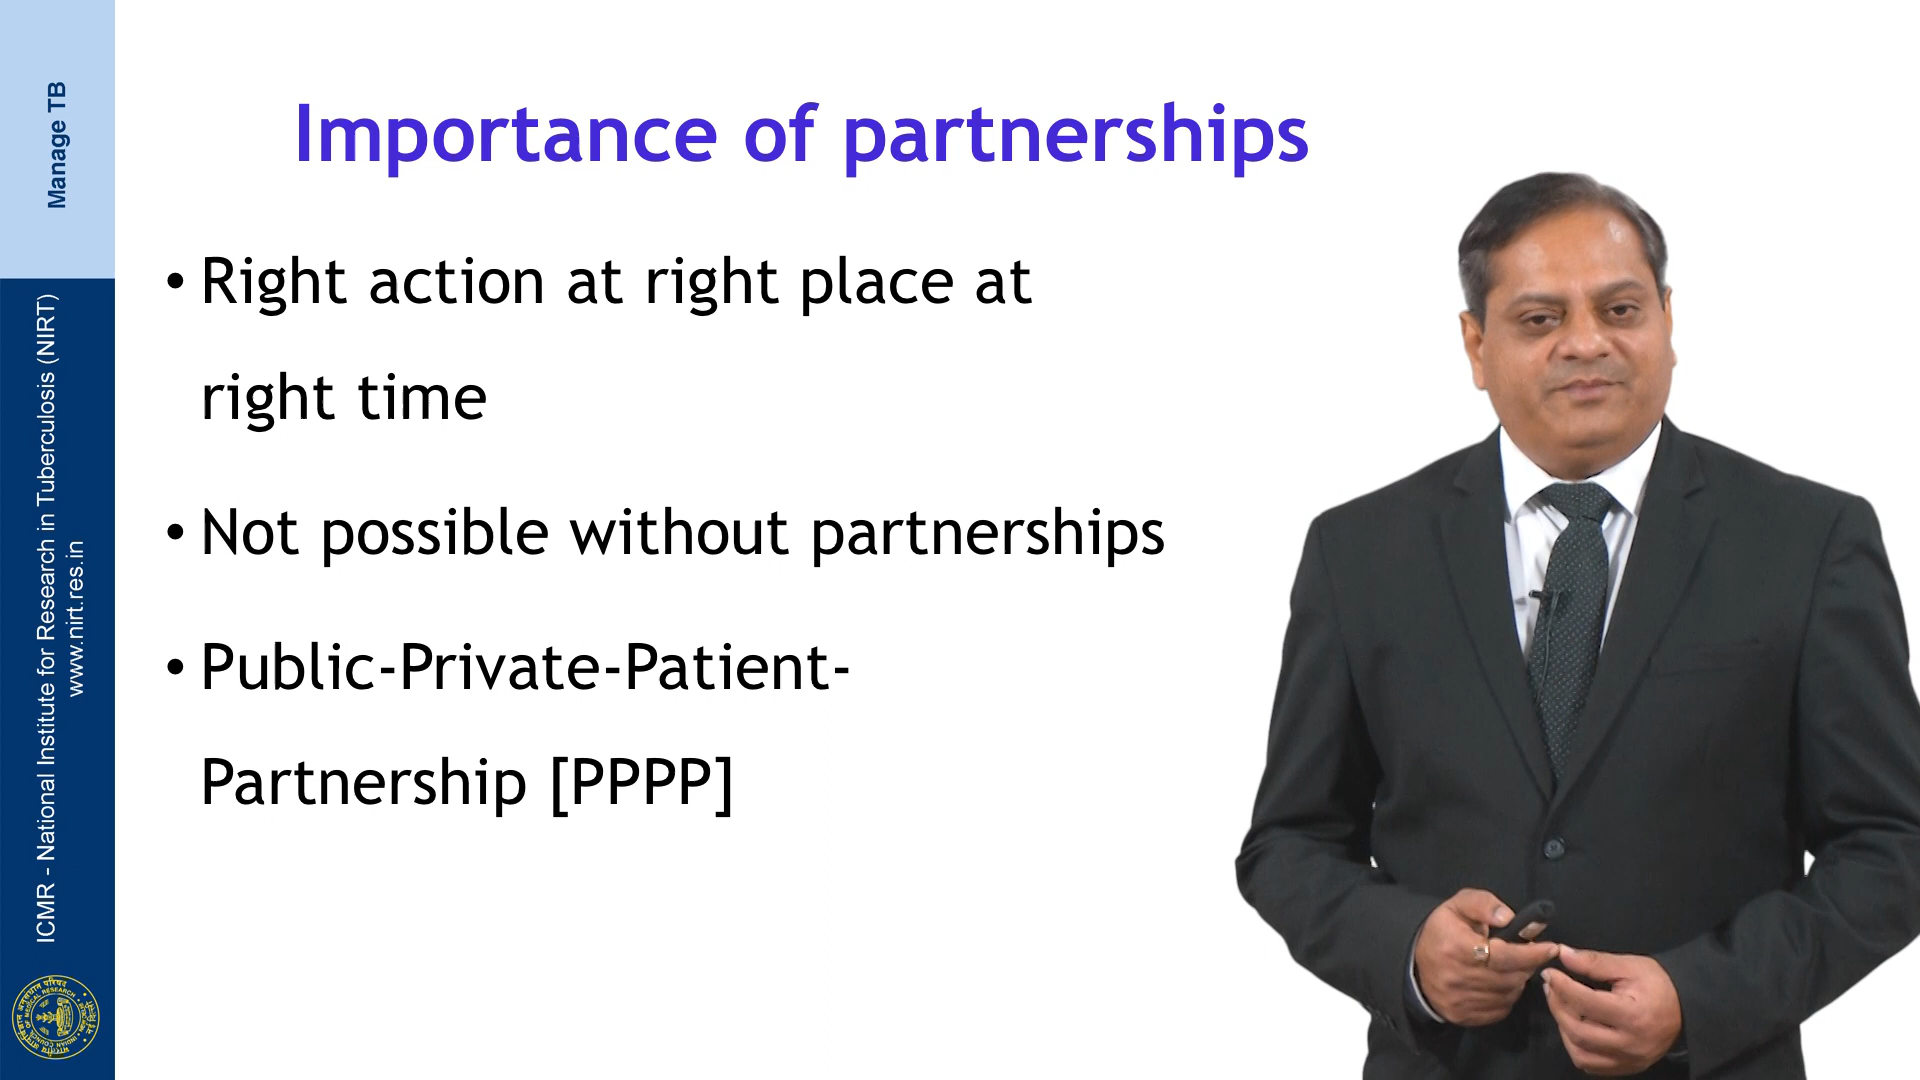 Manage TB
ICMR - National Institute for Research in Tuberculosis (NIRT)
www.nirt.res.in
Importance of partnerships
• Right action at right place at
right time
• Not possible without partnerships
• Public-Private-Patient-
Partnership [PPPP]